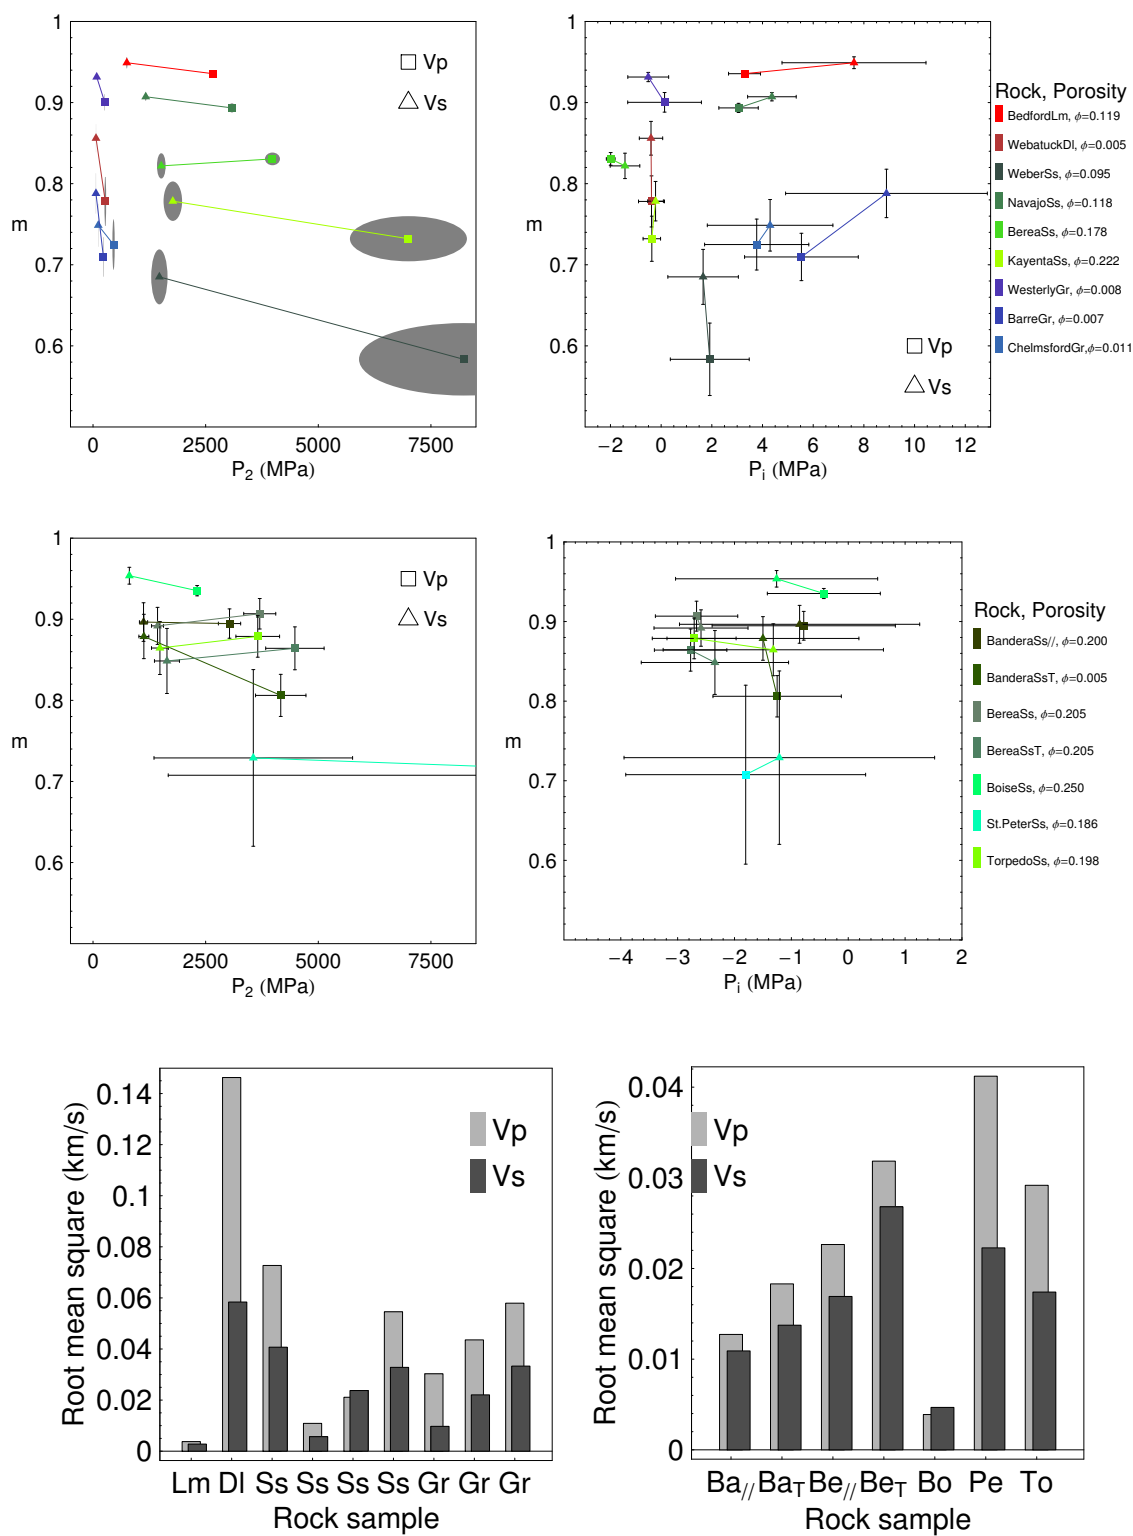 1
0.9
0.8
m
0.7
0.6
0
2500
5000
7500
P2 (MPa)
Vp
Vs
1
0.9
0.8
m
0.7
0.6
−2
0
2
4
6
8
10
12
Pi (MPa)
Vp
Vs
Rock, Porosity
BedfordLm, ϕ=0.119
WebatuckDl, ϕ=0.005
WeberSs, ϕ=0.095
NavajoSs, ϕ=0.118
BereaSs, ϕ=0.178
KayentaSs, ϕ=0.222
WesterlyGr, ϕ=0.008
BarreGr, ϕ=0.007
ChelmsfordGr,ϕ=0.011
1
0.9
0.8
m
0.7
0.6
0
2500
5000
7500
P2 (MPa)
Vp
Vs
1
0.9
0.8
m
0.7
0.6
−4
−3
−2
−1
0
1
2
Pi (MPa)
Rock, Porosity
BanderaSs//, ϕ=0.200
BanderaSsT, ϕ=0.005
BereaSs, ϕ=0.205
BereaSsT, ϕ=0.205
BoiseSs, ϕ=0.250
St.PeterSs, ϕ=0.186
TorpedoSs, ϕ=0.198
Root mean square (km/s)
0.14
0.12
0.1
0.08
0.06
0.04
0.02
0
Vp
Vs
Lm Dl Ss Ss Ss Ss Gr Gr Gr
Rock sample
Root mean square (km/s)
0.04
0.03
0.02
0.01
0
Vp
Vs
Ba// BaT Be// BeT Bo Pe To
Rock sample